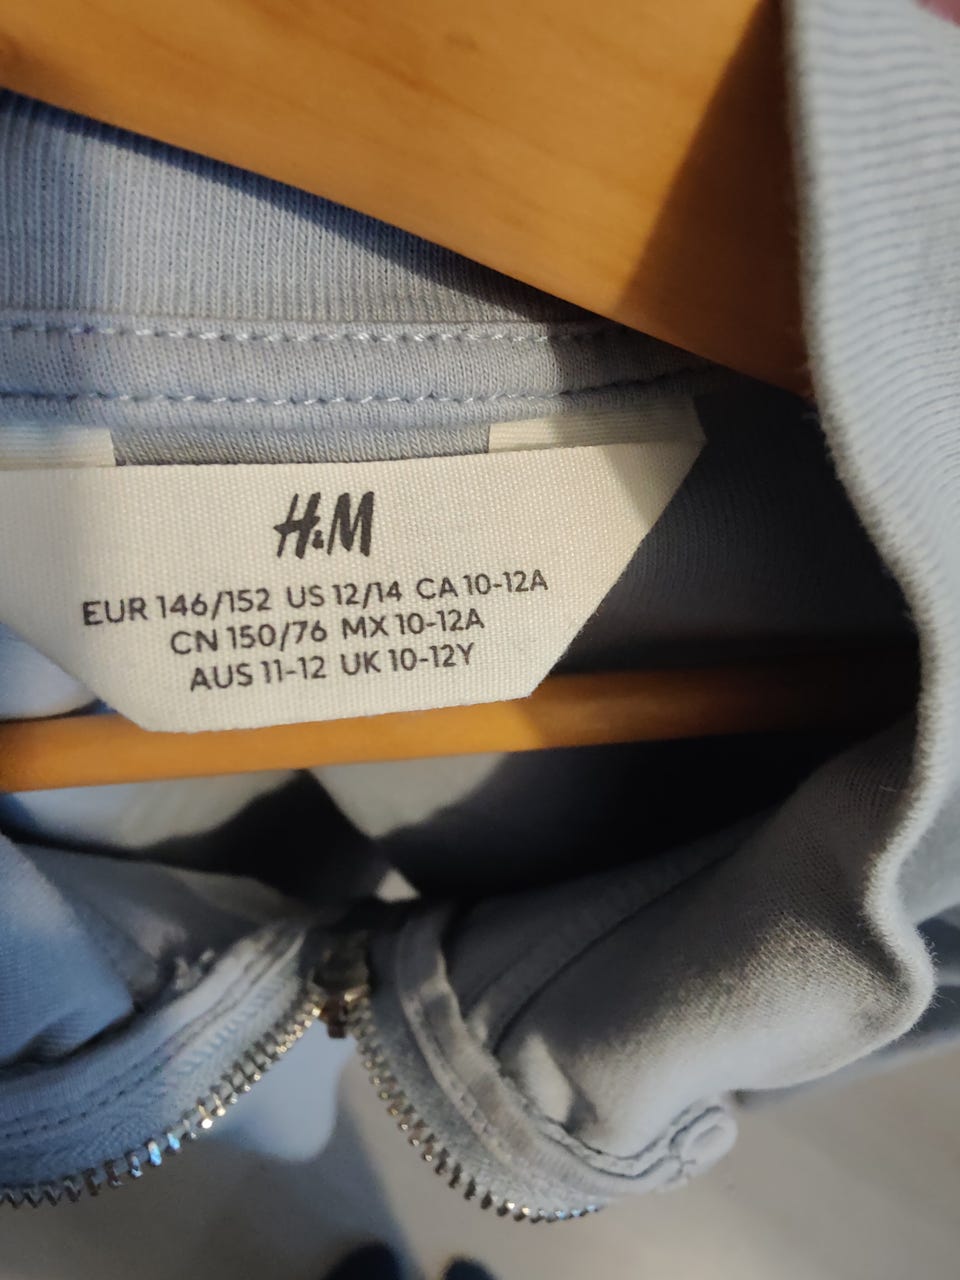 H&M
EUR 146/152 US 12/14 CA 10-12A
CN 150/76 MX 10-12A
AUS 11-12 UK 10-12Y